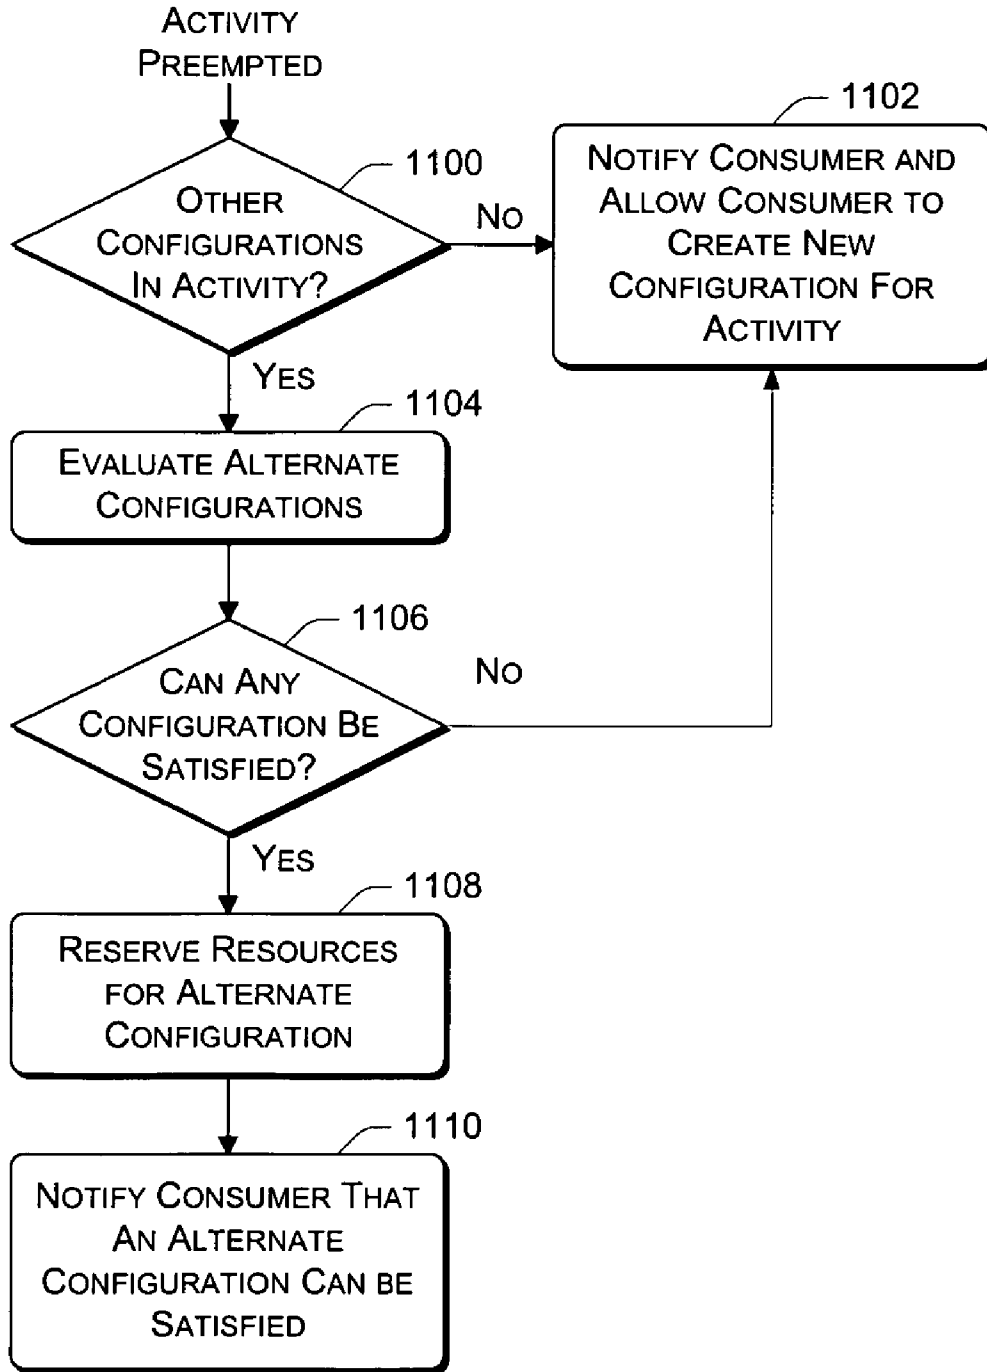 ACTIVITY
PREEMPTED
1100
OTHER
CONFIGURATIONS
IN ACTIVITY?
NO
1102
NOTIFY CONSUMER AND
ALLOW CONSUMER TO
CREATE NEW
CONFIGURATION FOR
ACTIVITY
YES
1104
EVALUATE ALTERNATE
CONFIGURATIONS
1106
CAN ANY
CONFIGURATION BE
SATISFIED?
NO
YES
1108
RESERVE RESOURCES
FOR ALTERNATE
CONFIGURATION
1110
NOTIFY CONSUMER THAT
AN ALTERNATE
CONFIGURATION CAN BE
SATISFIED